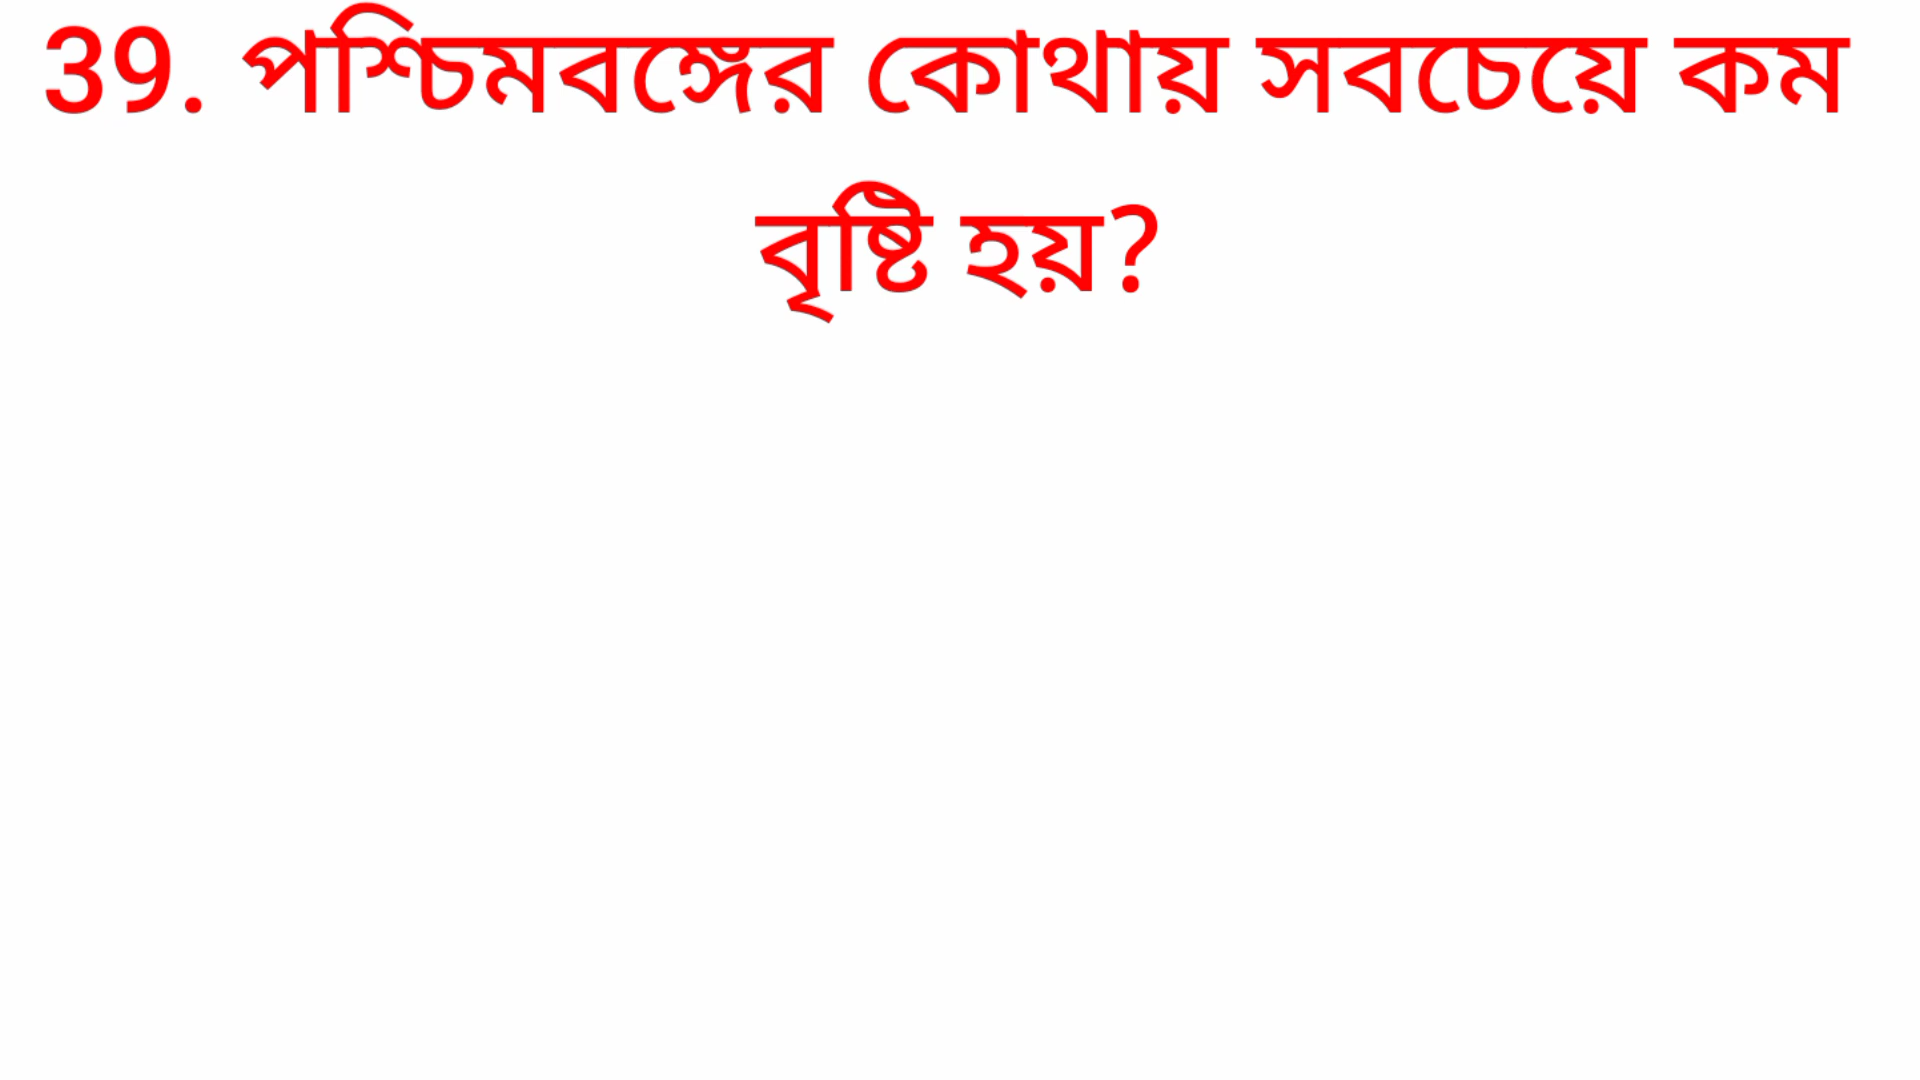 39. পশ্চিমবঙ্গের কোথায় সবচেয়ে কম
বৃষ্টি হয়?